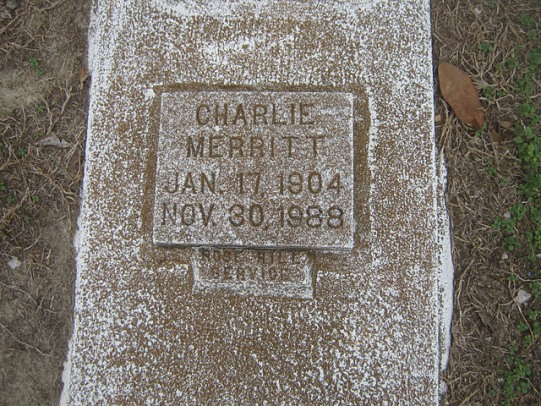 CHARLIE
MERRITT
JAN. 17, 1904
NOV. 30, 1988
ROSE HILL
SERVICE